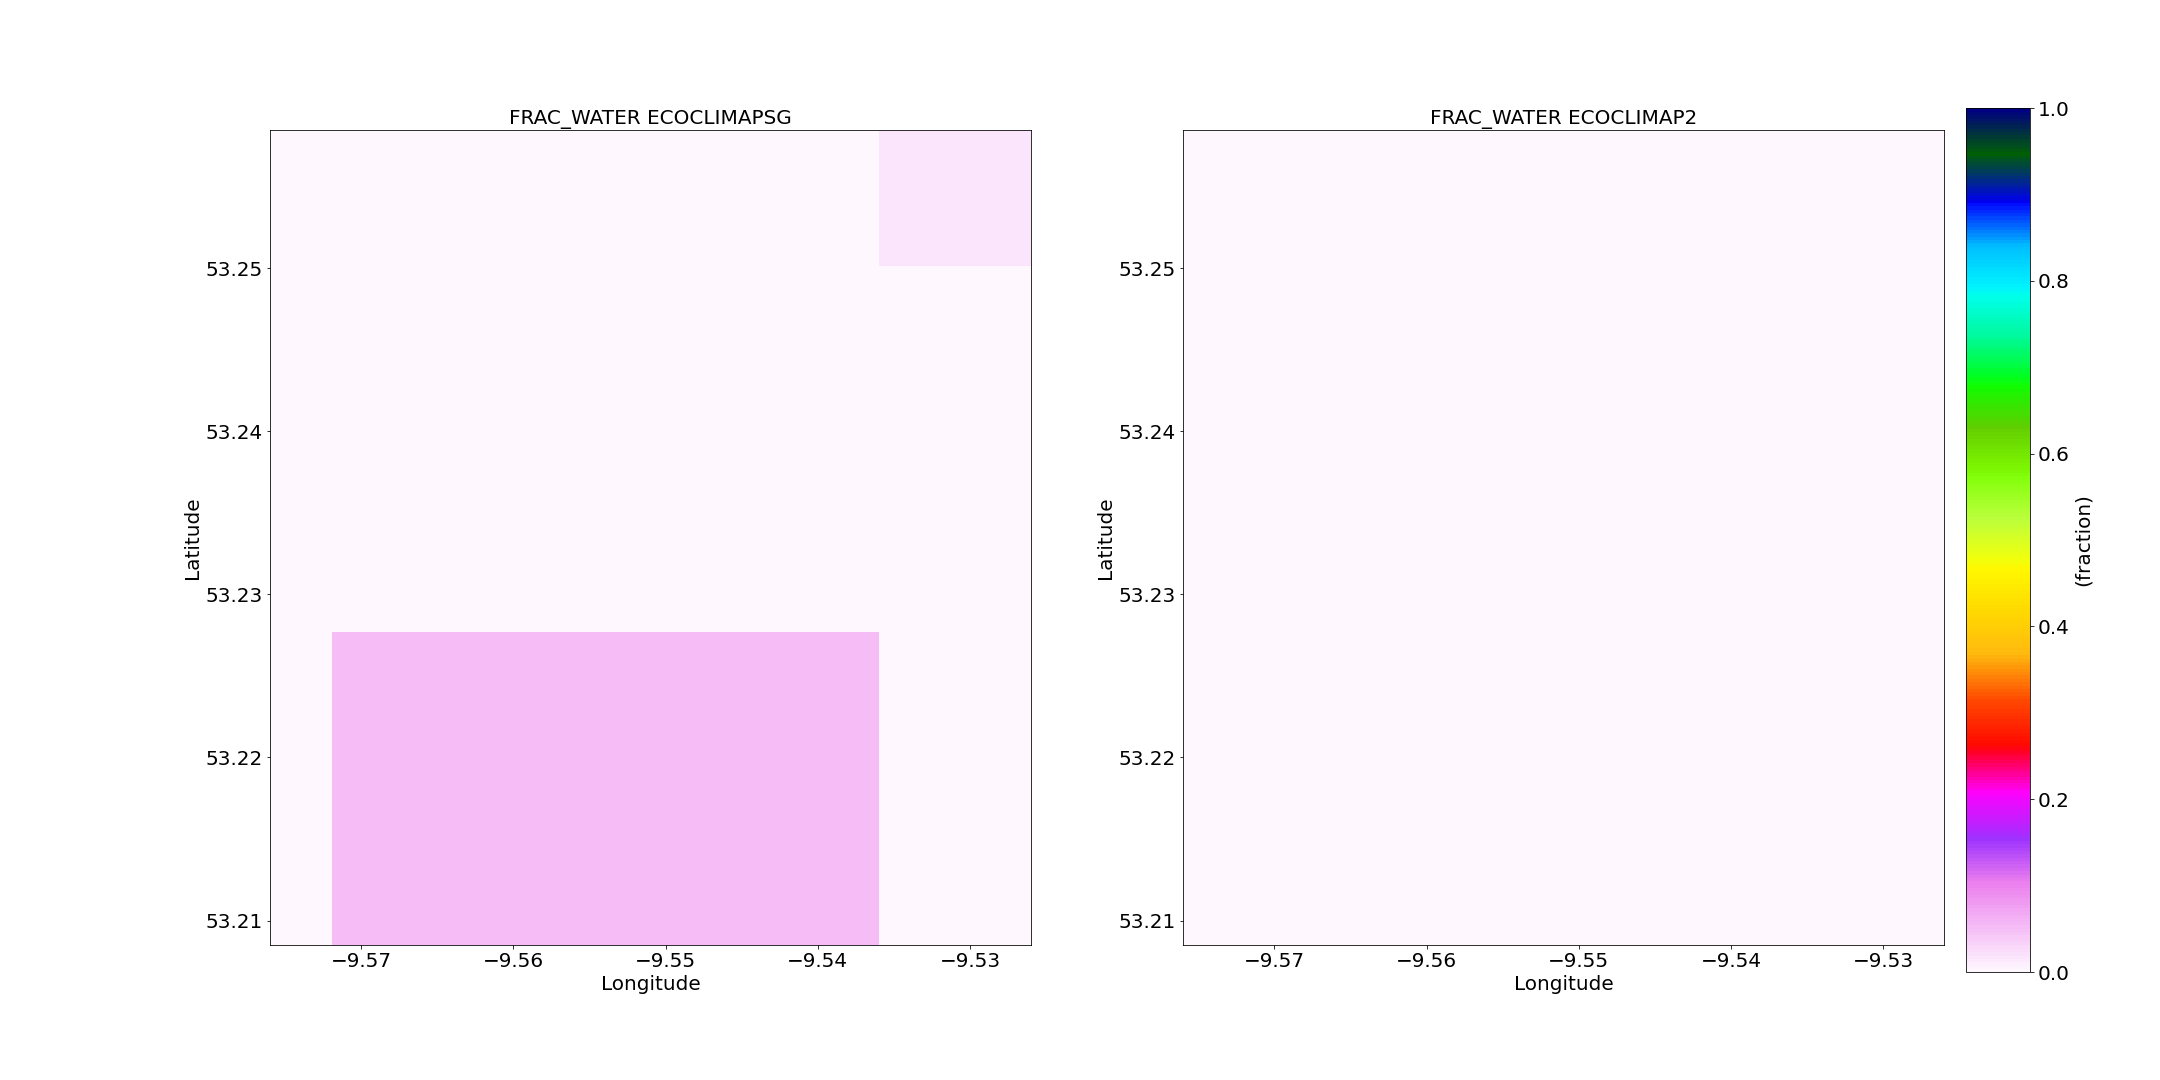 FRAC_WATER ECOCLIMAPSG
Latitude
53.25
53.24
53.23
53.22
53.21
−9.57 −9.56 −9.55 −9.54 −9.53
Longitude
FRAC_WATER ECOCLIMAP2
Latitude
53.25
53.24
53.23
53.22
53.21
−9.57 −9.56 −9.55 −9.54 −9.53
Longitude
1.0
0.8
0.6
0.4
0.2
0.0
(fraction)